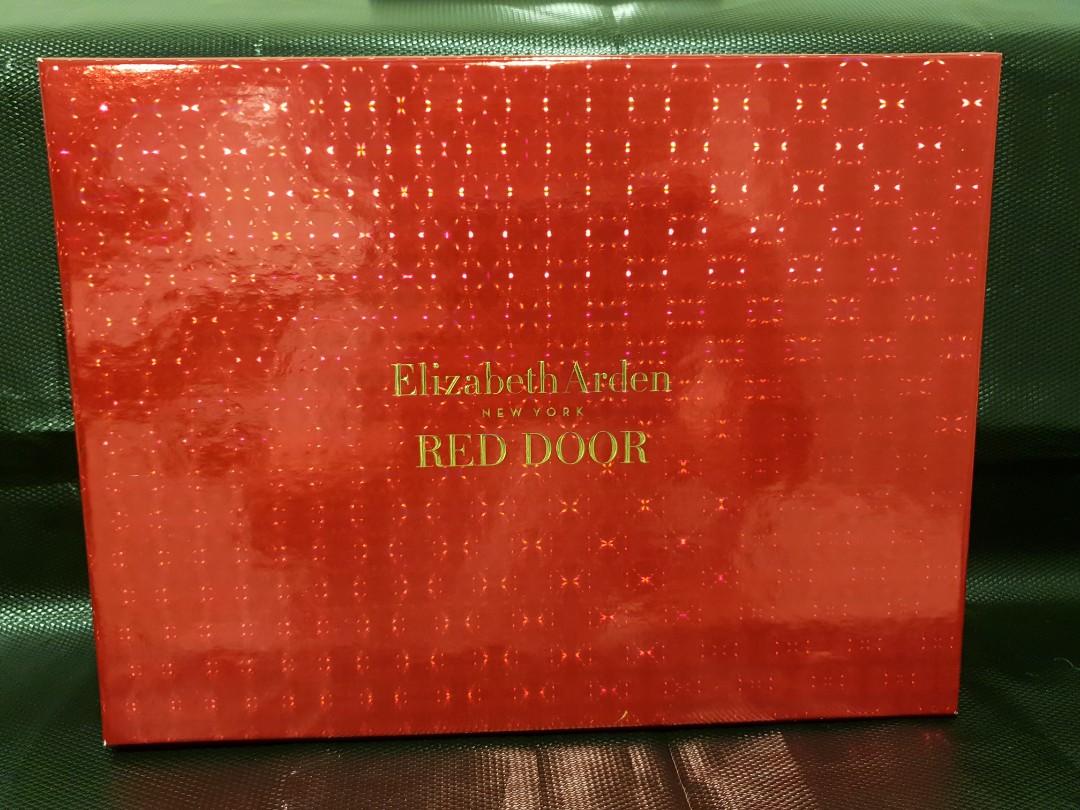 Elizabeth Arden
NEW YORK
RED DOOR